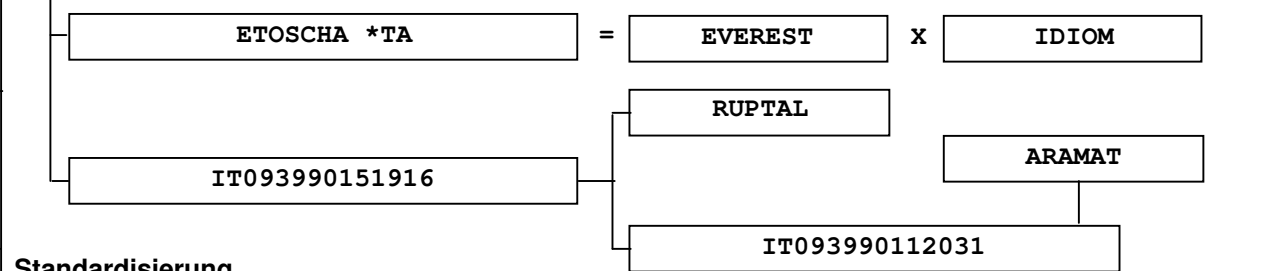 ETOSCHA *TA = EVEREST X IDIOM
RUPTAL
ARAMAT
IT093990151916
IT093990112031
Standardisierung